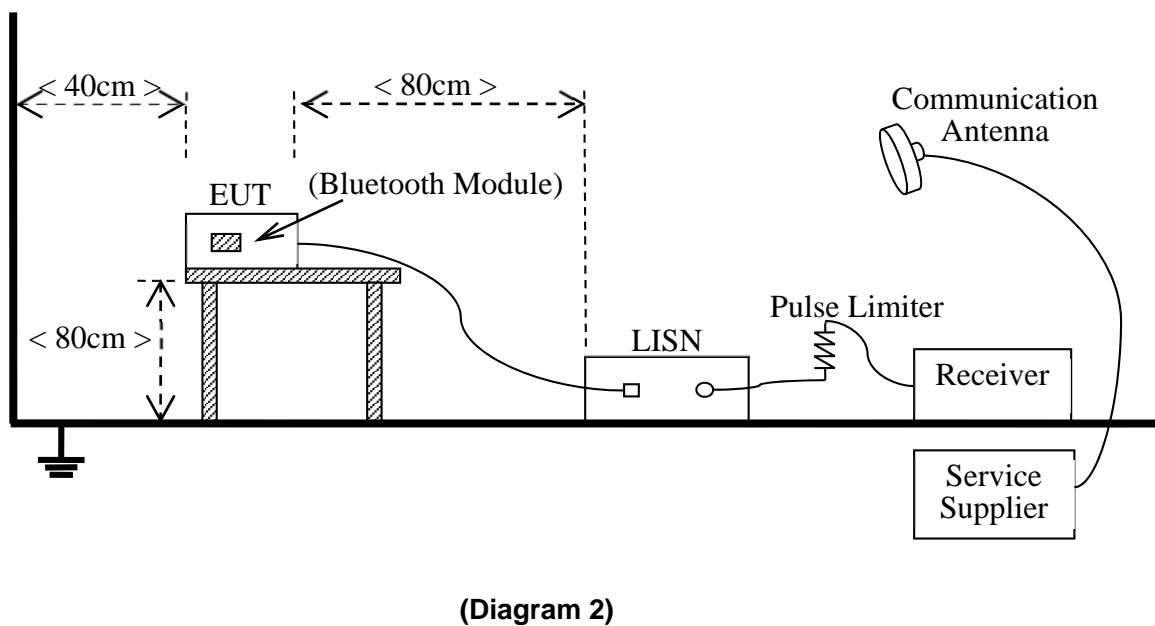 < 40cm >
< 80cm >
Communication
Antenna
EUT
(Bluetooth Module)
< 80cm >
LISN
Pulse Limiter
Receiver
Service
Supplier
(Diagram 2)